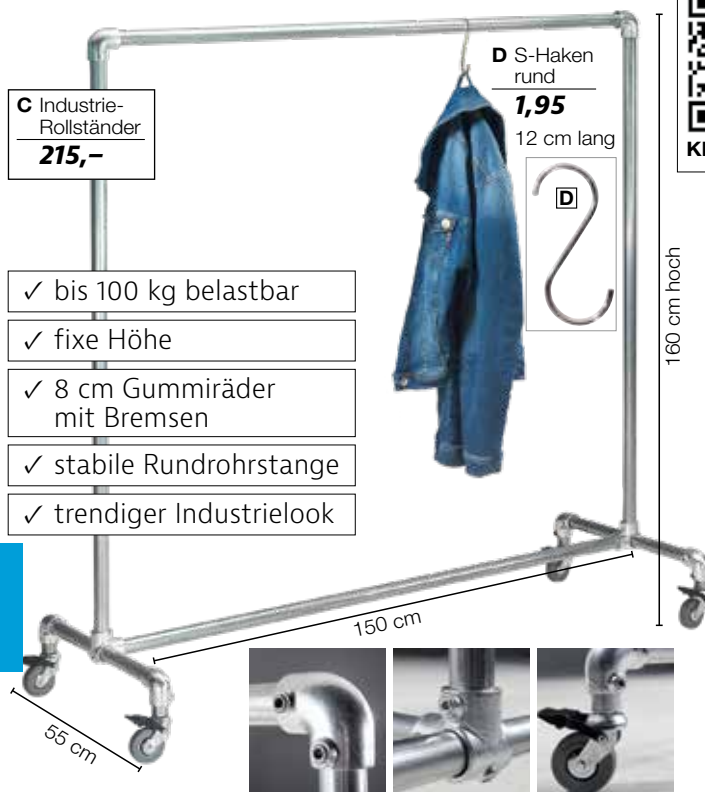 C Industrie-
Rollständer
215,–
D S-Haken
rund
1,95
12 cm lang
D
✓ bis 100 kg belastbar
✓ fixe Höhe
✓ 8 cm Gummiräder
mit Bremsen
✓ stabile Rundrohrstange
✓ trendiger Industrielook
160 cm hoch
150 cm
55 cm